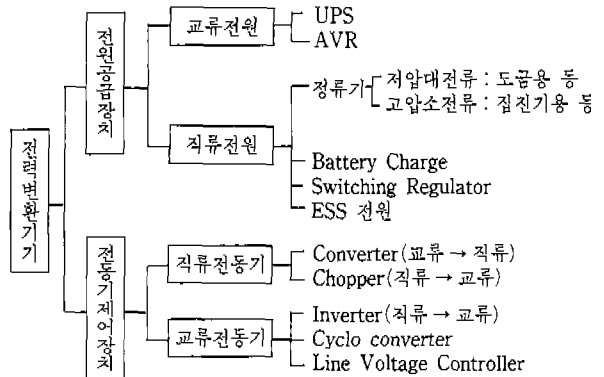 전력변환기기
전원공급장치
교류전원
UPS
AVR
직류전원
정류기
저압대전류 : 도금용 등
고압소전류 : 집진기용 등
Battery Charge
Switching Regulator
ESS 전원
전동기제어장치
직류전동기
Converter(교류 → 직류)
Chopper(직류 → 교류)
교류전동기
Inverter(직류 → 교류)
Cyclo converter
Line Voltage Controller